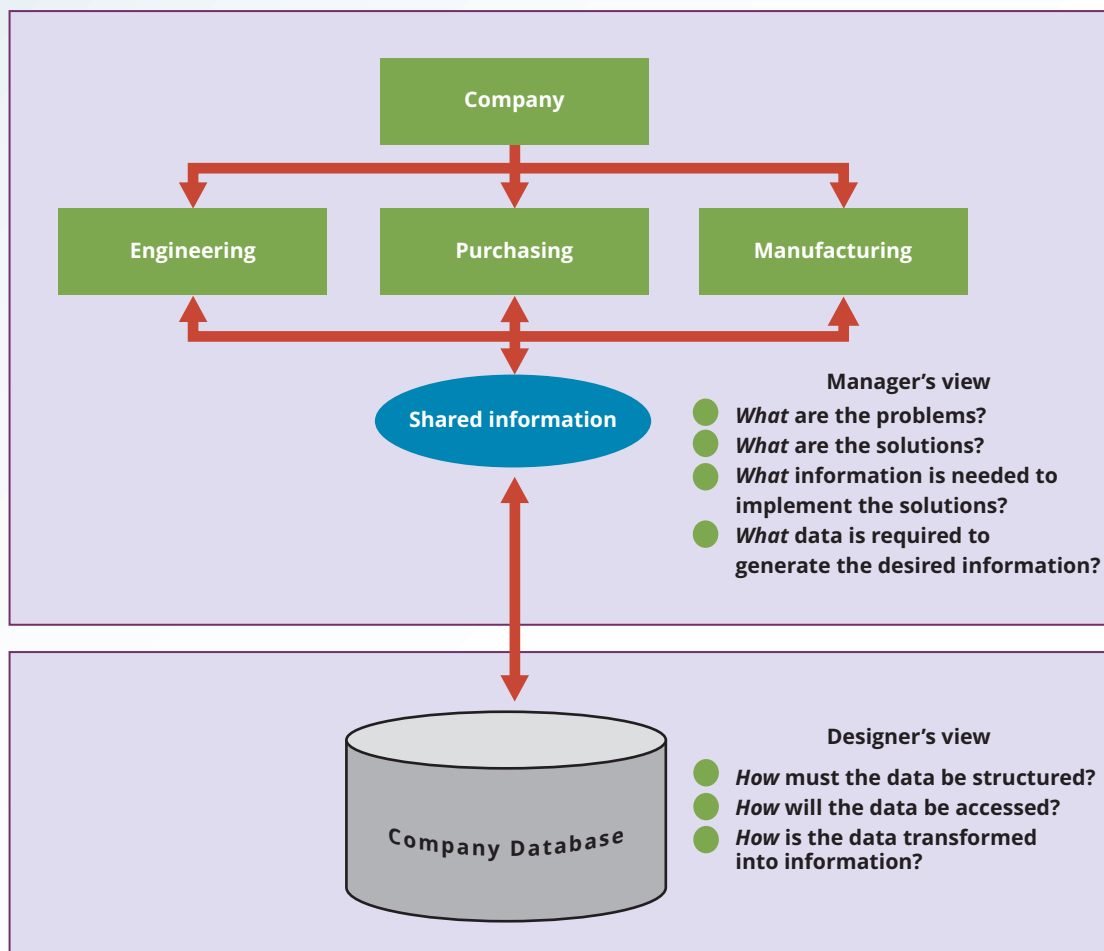 Company
Engineering
Purchasing
Manufacturing
Shared information
Manager’s view
What are the problems?
What are the solutions?
What information is needed to
implement the solutions?
What data is required to
generate the desired information?
Company Database
Designer’s view
How must the data be structured?
How will the data be accessed?
How is the data transformed
into information?